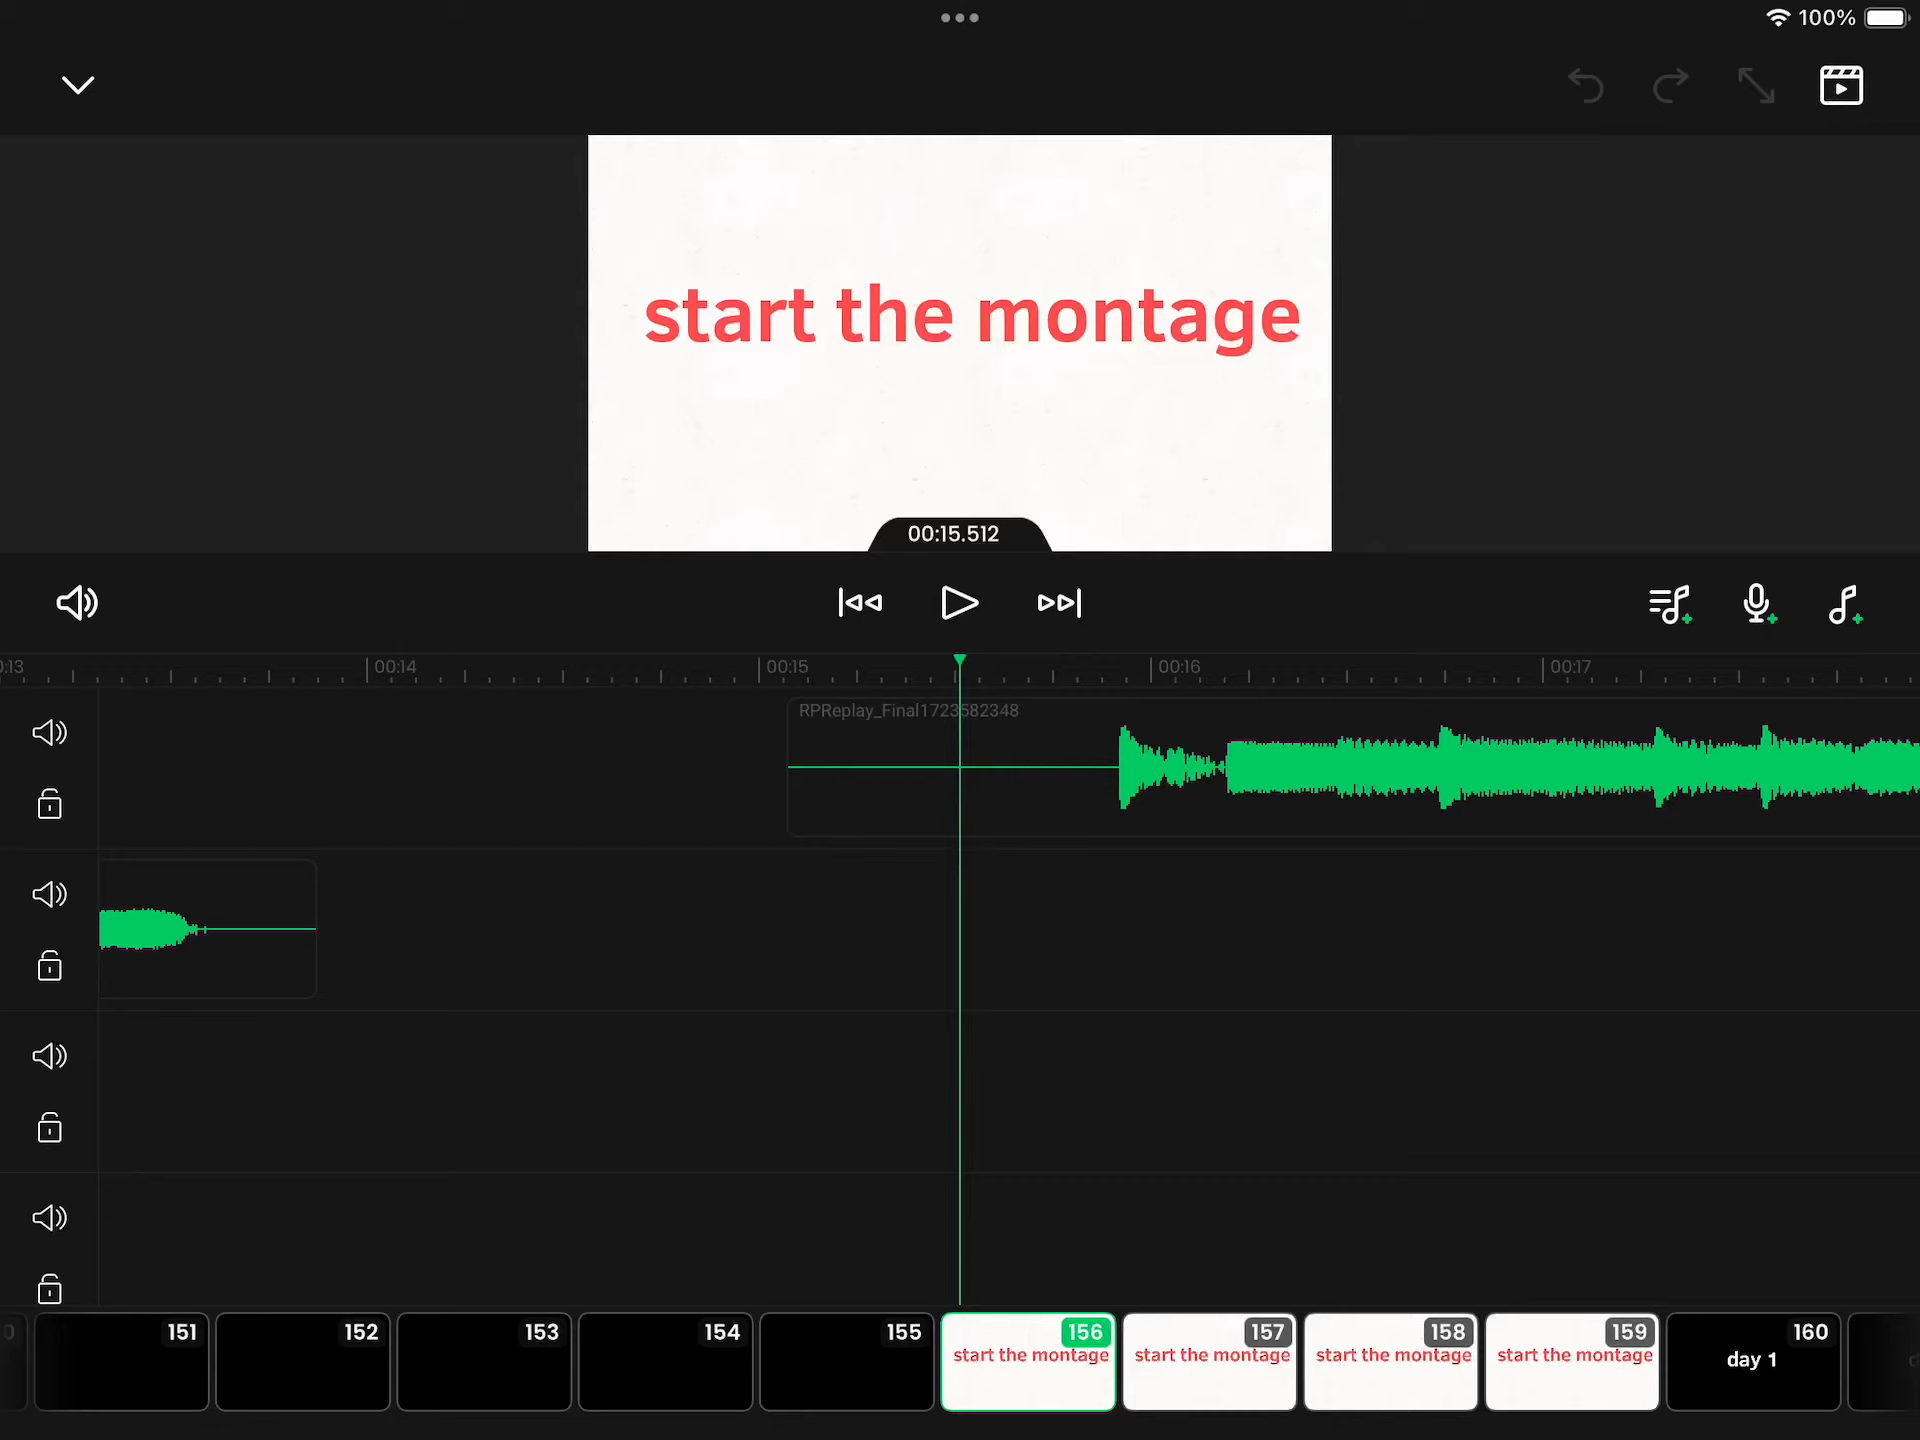 100%
start the montage
00:15.512
0:13 00:14 00:15 00:16 00:17
RPReplay_Final1723582348
0 151 152 153 154 155 156 157 158 159 160
start the montage start the montage start the montage start the montage day 1